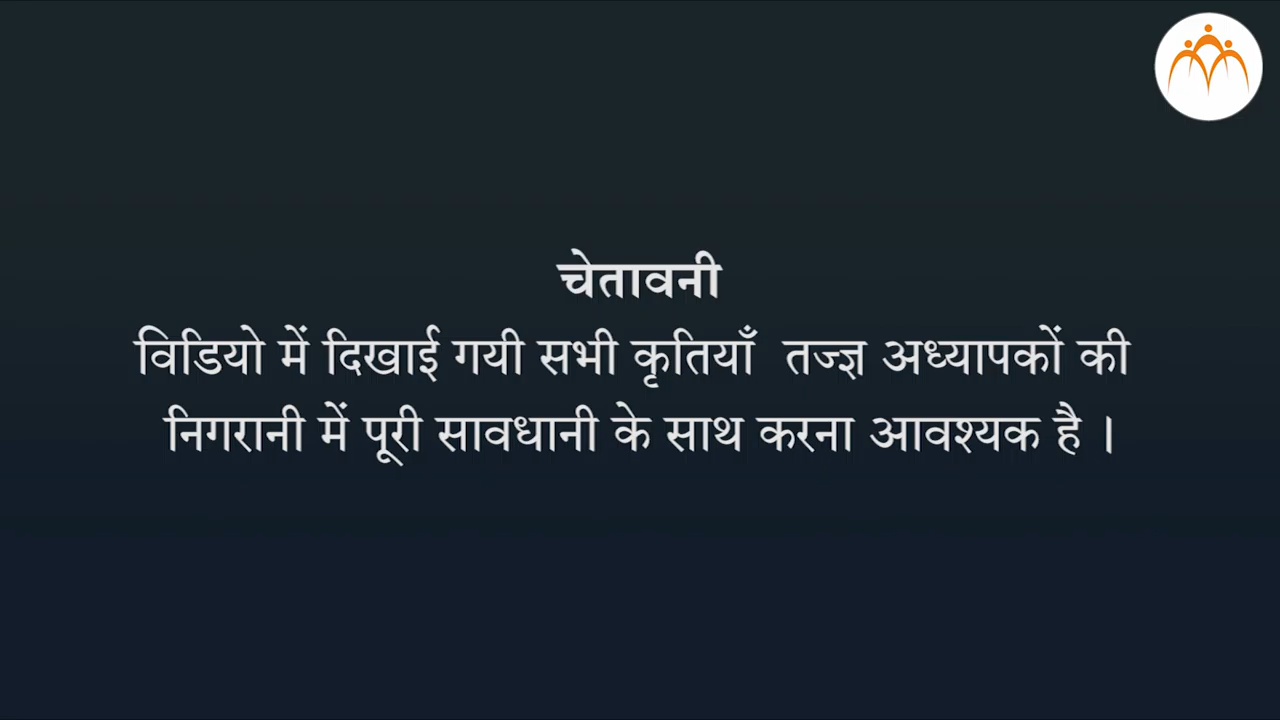 चेतावनी
विडियो में दिखाई गयी सभी कृतियाँ तज्ज्ञ अध्यापकों की
निगरानी में पूरी सावधानी के साथ करना आवश्यक है ।